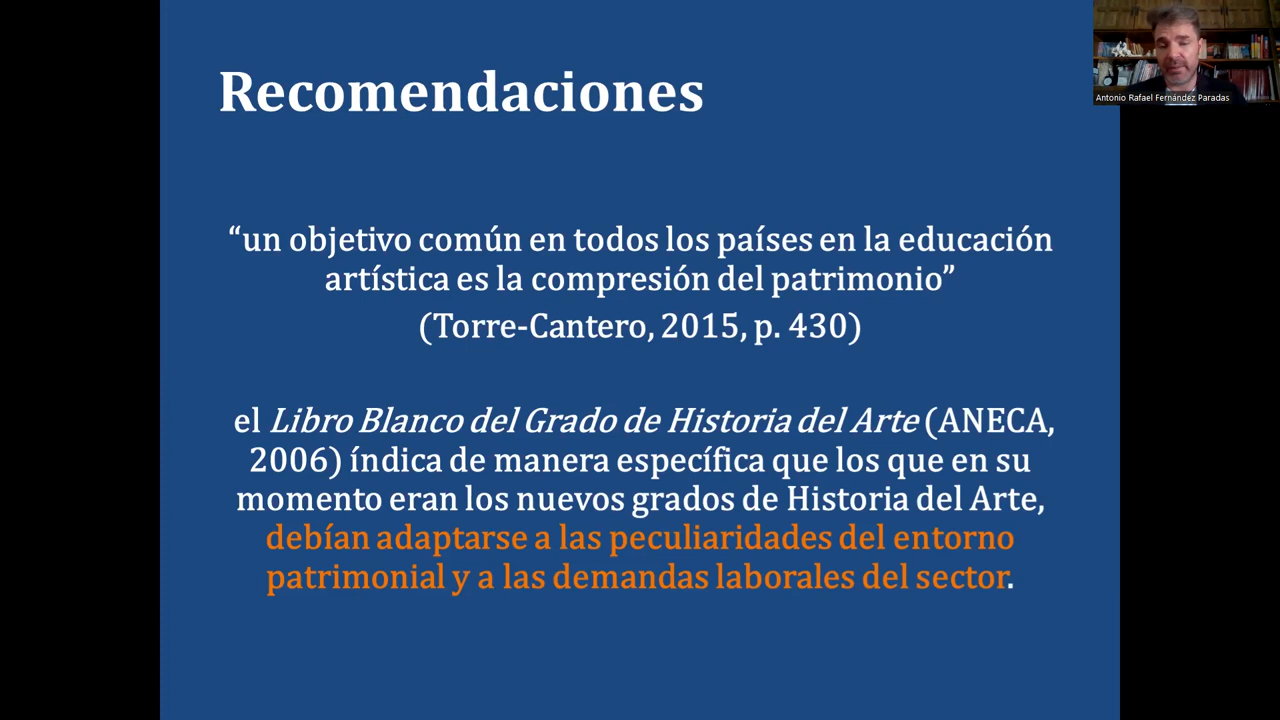 Recomendaciones
“un objetivo común en todos los países en la educación
artística es la compresión del patrimonio”
(Torre-Cantero, 2015, p. 430)
el Libro Blanco del Grado de Historia del Arte (ANECA,
2006) índica de manera específica que los que en su
momento eran los nuevos grados de Historia del Arte,
debían adaptarse a las peculiaridades del entorno
patrimonial y a las demandas laborales del sector.
Antonio Rafael Fernández Paradas